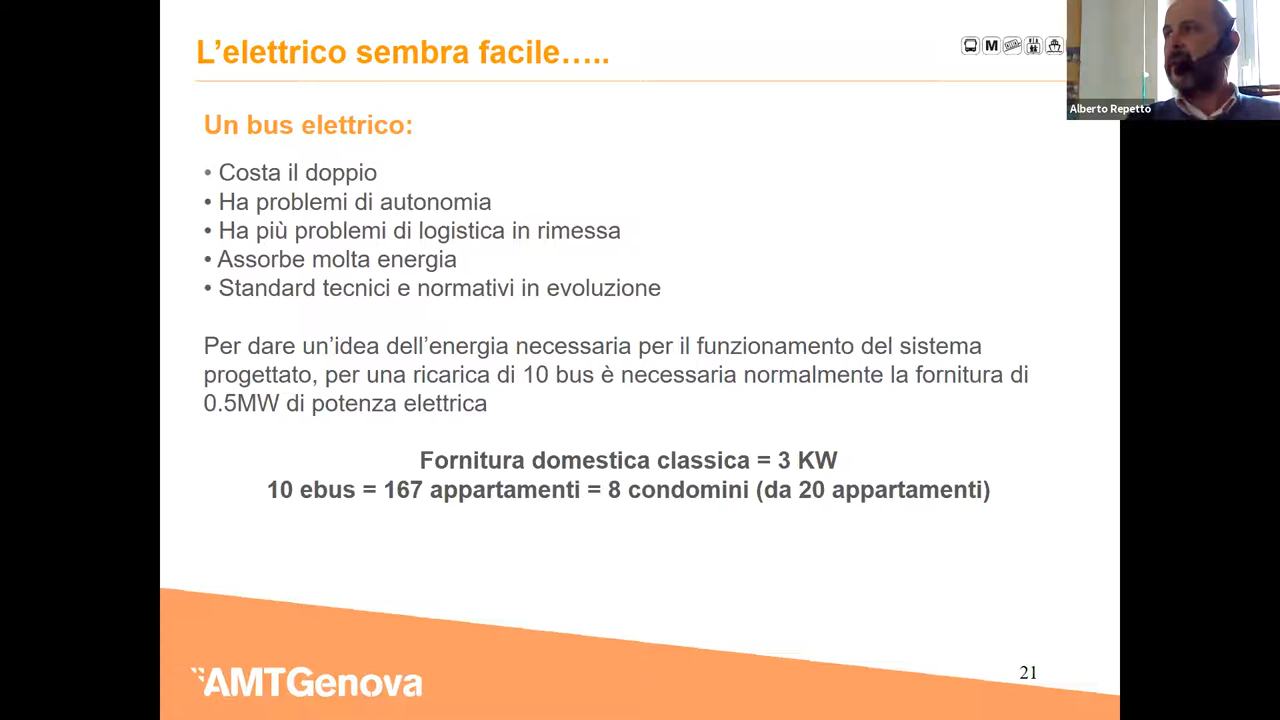 L’elettrico sembra facile…..
M
Alberto Repetto
Un bus elettrico:
• Costa il doppio
• Ha problemi di autonomia
• Ha più problemi di logistica in rimessa
• Assorbe molta energia
• Standard tecnici e normativi in evoluzione
Per dare un’idea dell’energia necessaria per il funzionamento del sistema
progettato, per una ricarica di 10 bus è necessaria normalmente la fornitura di
0.5MW di potenza elettrica
Fornitura domestica classica = 3 KW
10 ebus = 167 appartamenti = 8 condomini (da 20 appartamenti)
AMTGenova
21